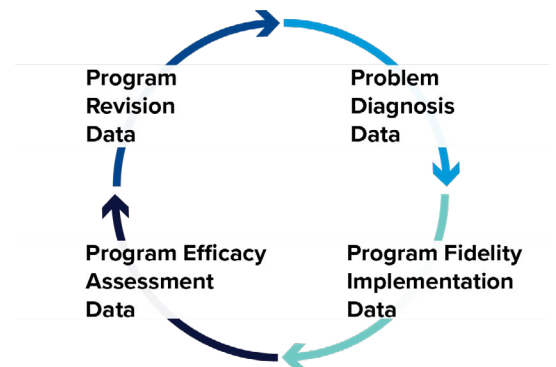 Program
Revision
Data
Problem
Diagnosis
Data
Program Efficacy
Assessment
Data
Program Fidelity
Implementation
Data